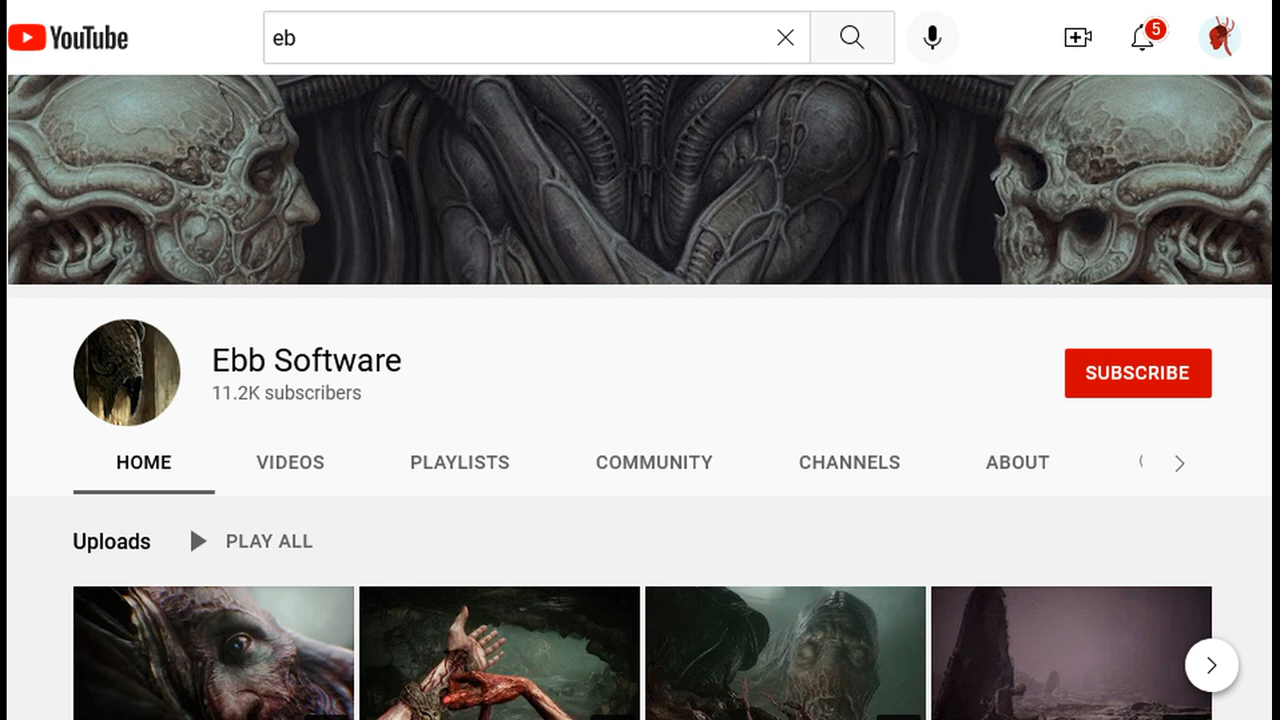 YouTube
eb
5
Ebb Software
11.2K subscribers
SUBSCRIBE
HOME VIDEOS PLAYLISTS COMMUNITY CHANNELS ABOUT
Uploads PLAY ALL